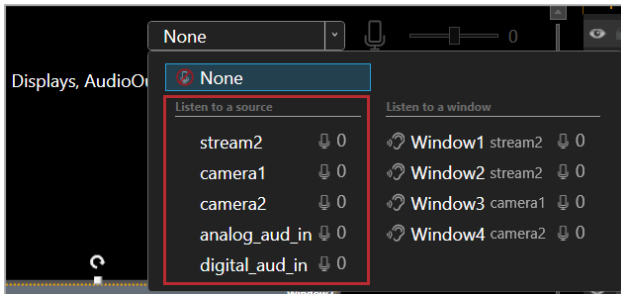 None
0
Displays, AudioOu
None
Listen to a source
Listen to a window
stream2 0
Window1 stream2 0
camera1 0
Window2 stream2 0
camera2 0
Window3 camera1 0
analog_aud_in 0
Window4 camera2 0
digital_aud_in 0